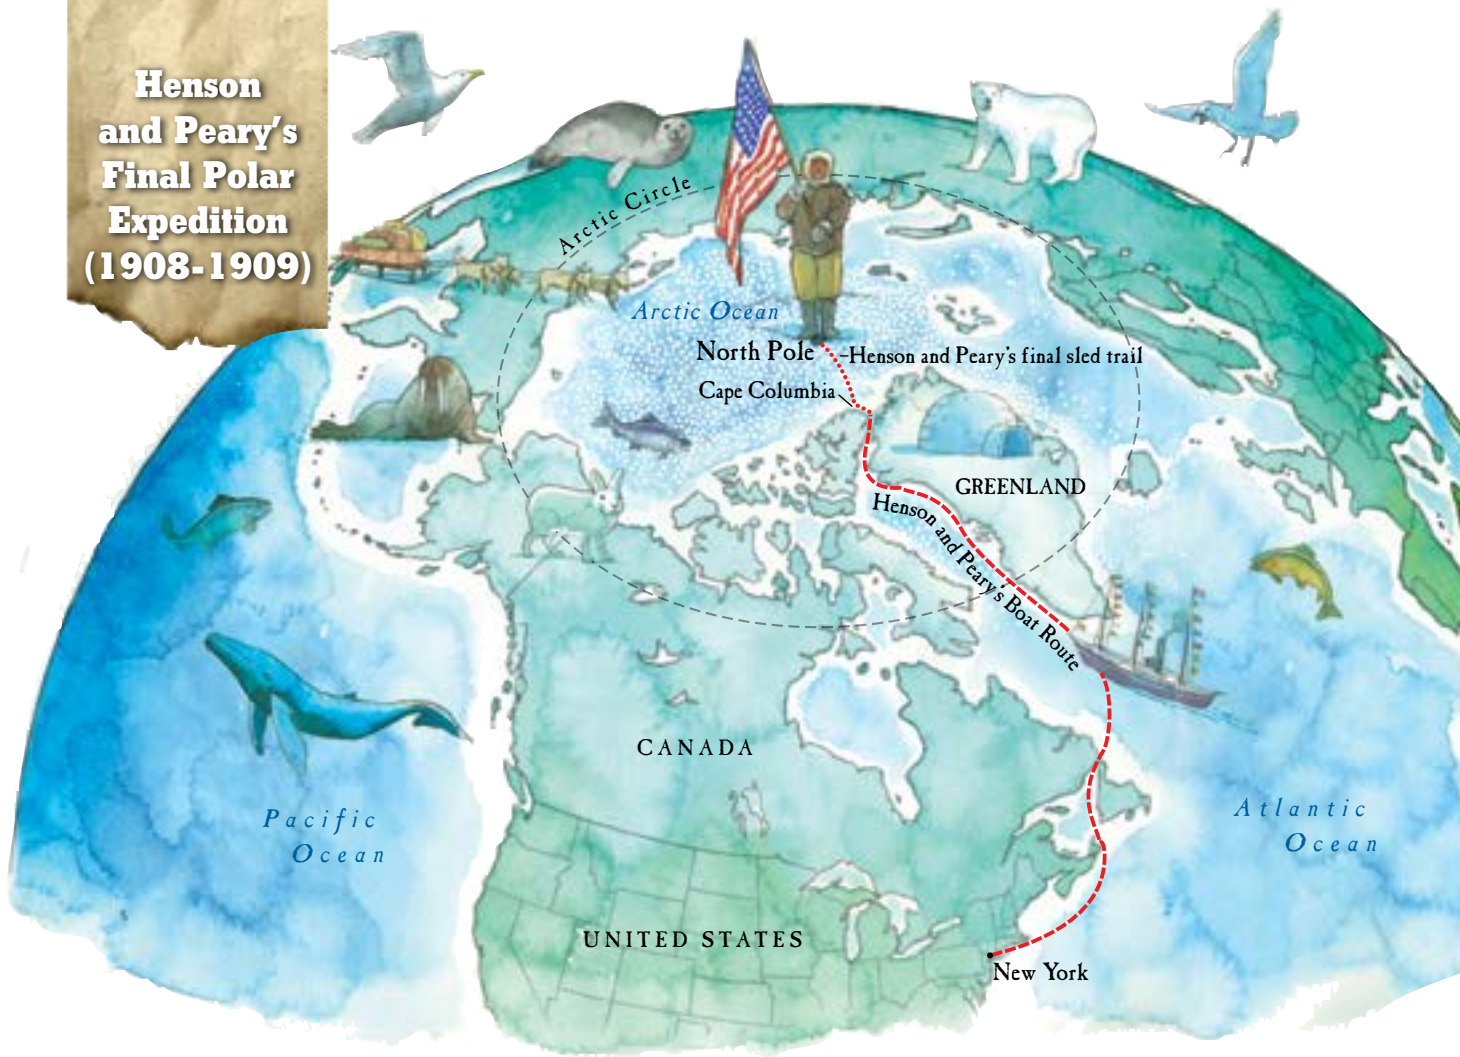 Henson
and Peary's
Final Polar
Expedition
(1908-1909)
Arctic Circle
Arctic Ocean
North Pole
Henson and Peary's final sled trail
Cape Columbia
GREENLAND
Henson and Peary's Boat Route
CANADA
Pacific
Ocean
Atlantic
Ocean
UNITED STATES
New York